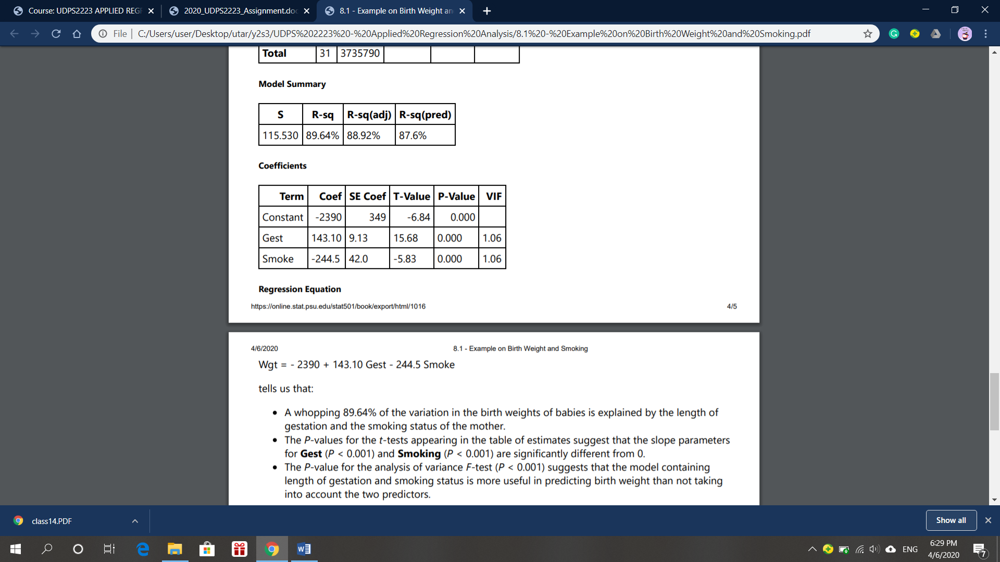 Course: UDPS2223 APPLIED REG
2020_UDPS2223_Assignment.doc
8.1 - Example on Birth Weight an
File | C:/Users/user/Desktop/utar/y2s3/UDPS%202223%20-%20Applied%20Regression%20Analysis/8.1%20-%20Example%20on%20Birth%20Weight%20and%20Smoking.pdf
Total 31 3735790
Model Summary
S R-sq R-sq(adj) R-sq(pred)
115.530 89.64% 88.92% 87.6%
Coefficients
Term Coef SE Coef T-Value P-Value VIF
Constant -2390 349 -6.84 0.000
Gest 143.10 9.13 15.68 0.000 1.06
Smoke -244.5 42.0 -5.83 0.000 1.06
Regression Equation
https://online.stat.psu.edu/stat501/book/export/html/1016 4/5
4/6/2020 8.1 - Example on Birth Weight and Smoking
Wgt = - 2390 + 143.10 Gest - 244.5 Smoke
tells us that:
• A whopping 89.64% of the variation in the birth weights of babies is explained by the length of
gestation and the smoking status of the mother.
• The P-values for the t-tests appearing in the table of estimates suggest that the slope parameters
for Gest (P < 0.001) and Smoking (P < 0.001) are significantly different from 0.
• The P-value for the analysis of variance F-test (P < 0.001) suggests that the model containing
length of gestation and smoking status is more useful in predicting birth weight than not taking
into account the two predictors.
class14.PDF
Show all
ENG
6:29 PM
4/6/2020
7